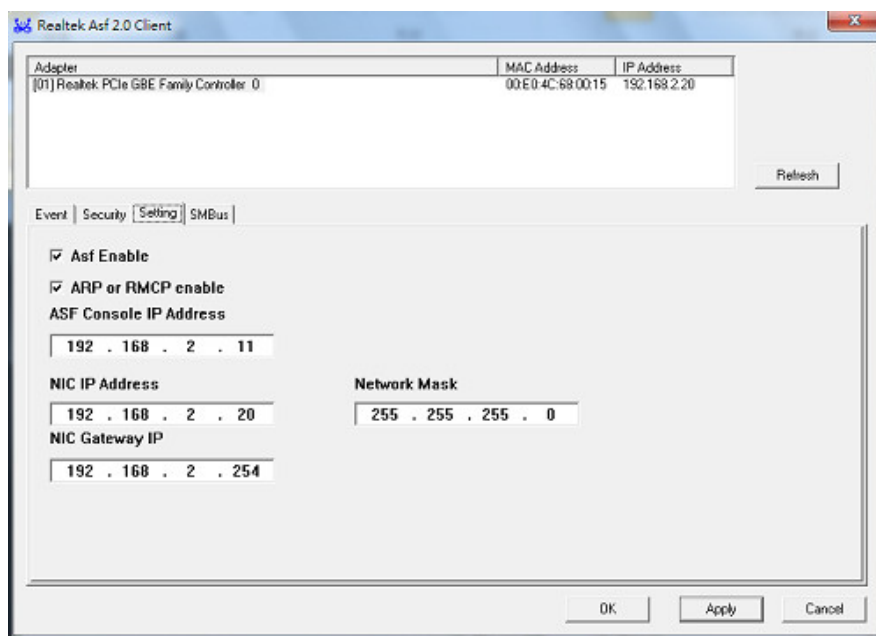 Realtek Asf 2.0 Client
Adapter MAC Address IP Address
[01] Realtek PCIe GBE Family Controller 0 00:E0:4C:68:00:15 192.168.2.20
Refresh
Event Security Setting SMBus
Asf Enable
ARP or RMCP enable
ASF Console IP Address
192 . 168 . 2 . 11
NIC IP Address Network Mask
192 . 168 . 2 . 20 255 . 255 . 255 . 0
NIC Gateway IP
192 . 168 . 2 . 254
OK Apply Cancel